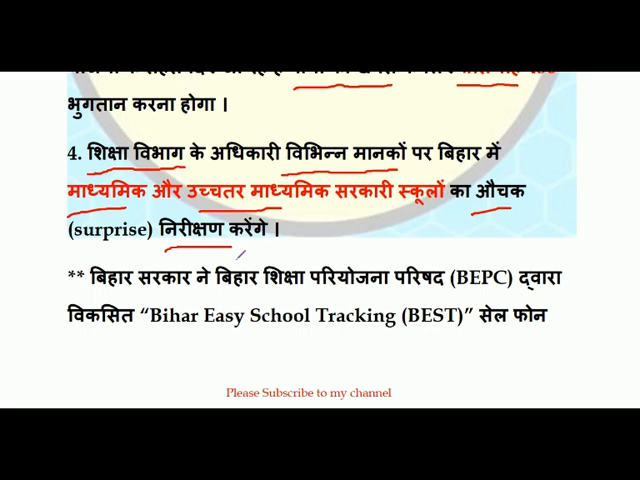 भुगतान करना होगा ।
4. शिक्षा विभाग के अधिकारी विभिन्न मानकों पर बिहार में
माध्यमिक और उच्चतर माध्यमिक सरकारी स्कूलों का औचक
(surprise) निरीक्षण करेंगे ।
** बिहार सरकार ने बिहार शिक्षा परियोजना परिषद (BEPC) द्वारा
विकसित “Bihar Easy School Tracking (BEST)” सेल फोन
Please Subscribe to my channel